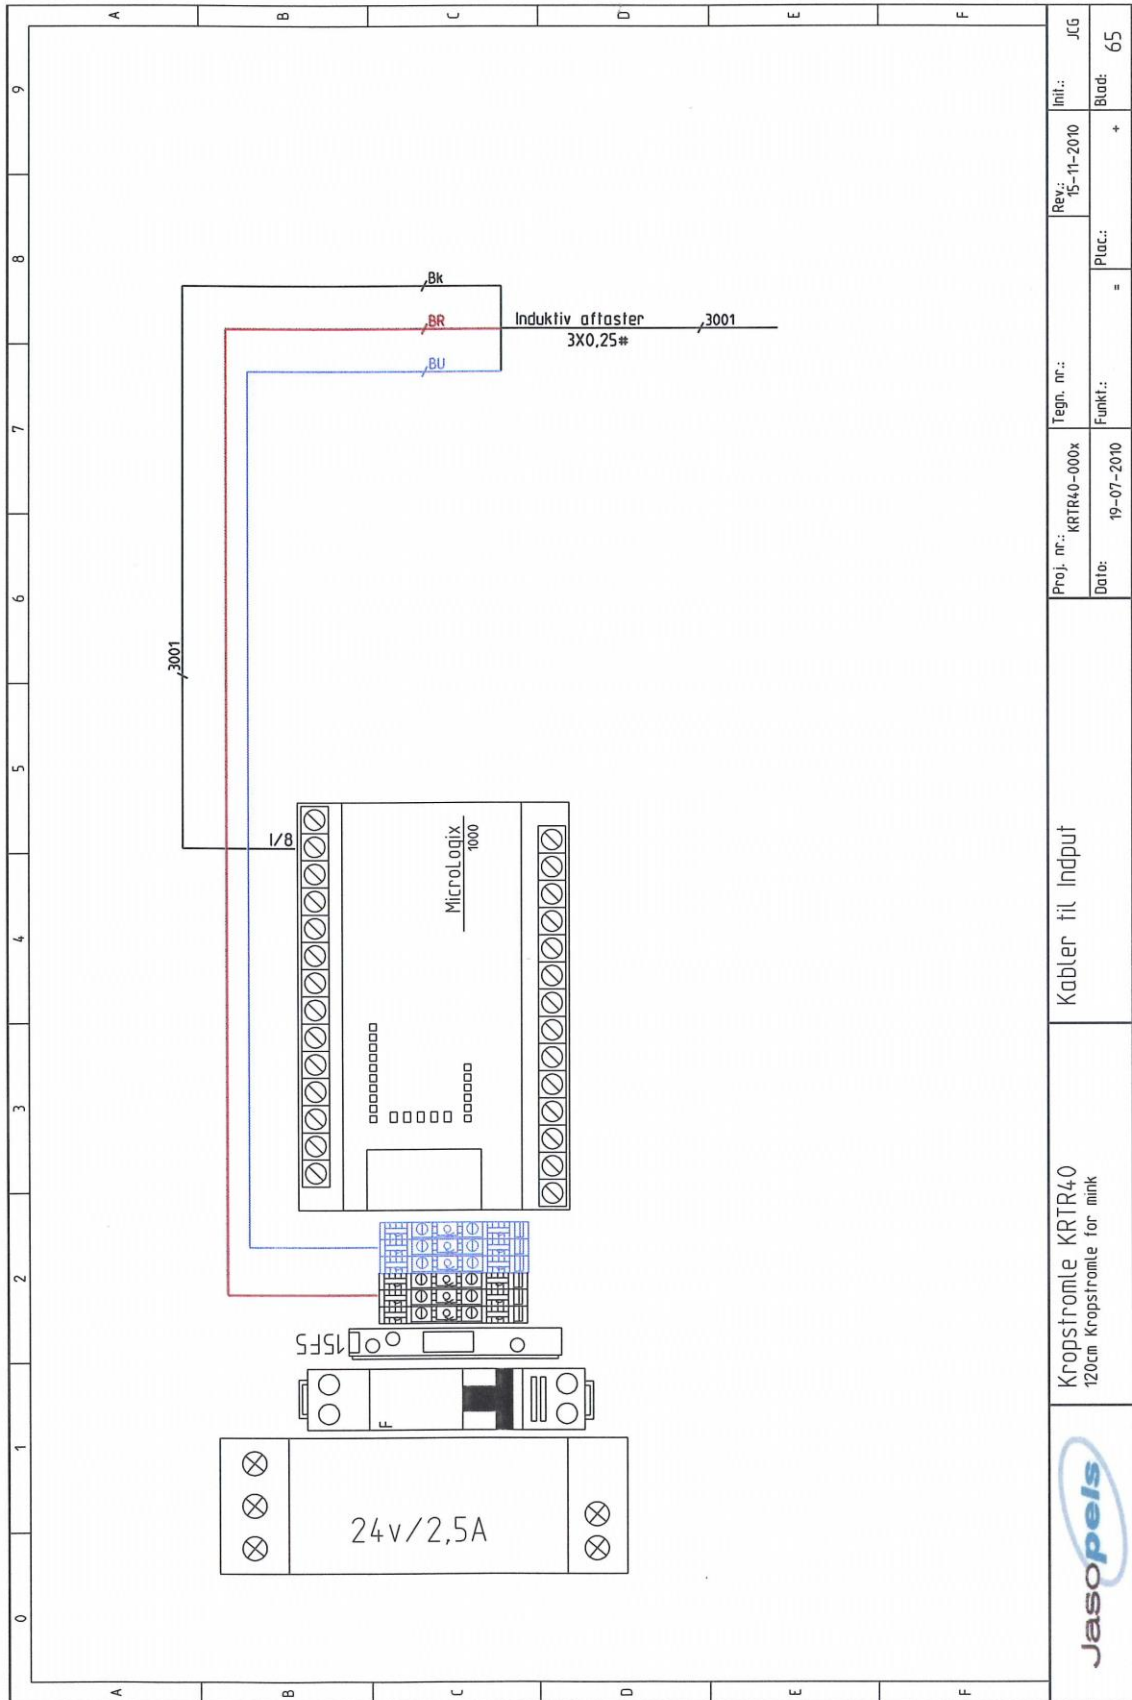 0 1 2 3 4 5 6 7 8 9
A
B
C
D
E
F
A
B
C
D
E
F
,3001
I/8
Bk
BR
BU
Induktiv aftaster
3X0,25#
,3001
MicroLogix
1000
15F5
F
24v/2,5A
Jasopels
Kropstromle KRTR40
120cm Kropstromle for mink
Kabler til Indput
Proj. nr.: KRTR40-000x
Tegn. nr.:
Rev.: 15-11-2010
Init.: JCG
Dato: 19-07-2010
Funkt.: =
Plac.: +
Blad: 65